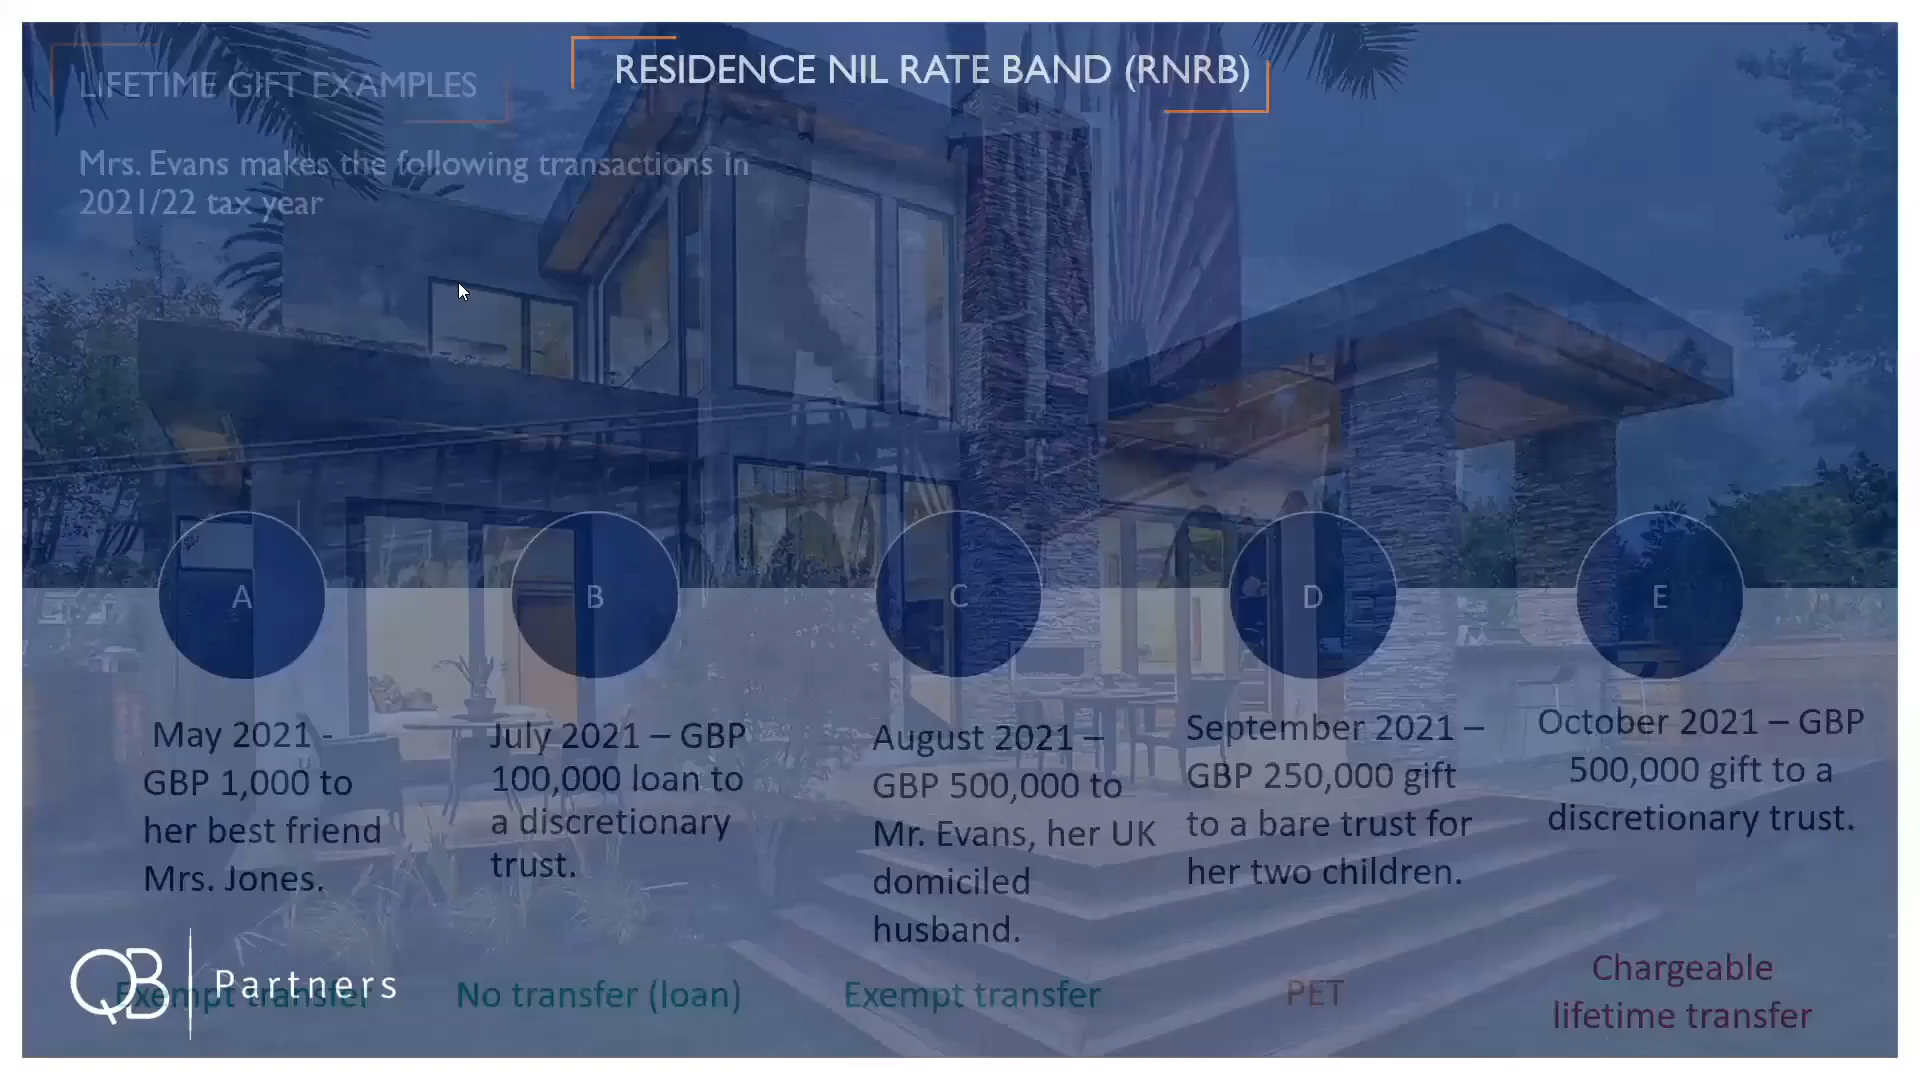 RESIDENCE NIL RATE BAND (RNRB)
LIFETIME GIFT EXAMPLES
Mrs. Evans makes the following transactions in
2021/22 tax year
A
B
C
D
E
May 2021 -
GBP 1,000 to
her best friend
Mrs. Jones.
July 2021 – GBP
100,000 loan to
a discretionary
trust.
August 2021 –
GBP 500,000 to
Mr. Evans, her UK
domiciled
husband.
September 2021 –
GBP 250,000 gift
to a bare trust for
her two children.
October 2021 – GBP
500,000 gift to a
discretionary trust.
Exempt transfer
No transfer (loan)
Exempt transfer
PET
Chargeable
lifetime transfer
QB Partners